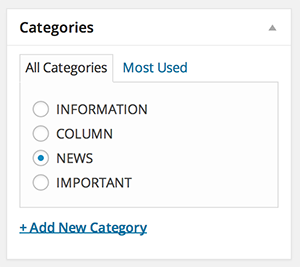 Categories
All Categories Most Used
INFORMATION
COLUMN
NEWS
IMPORTANT
+ Add New Category